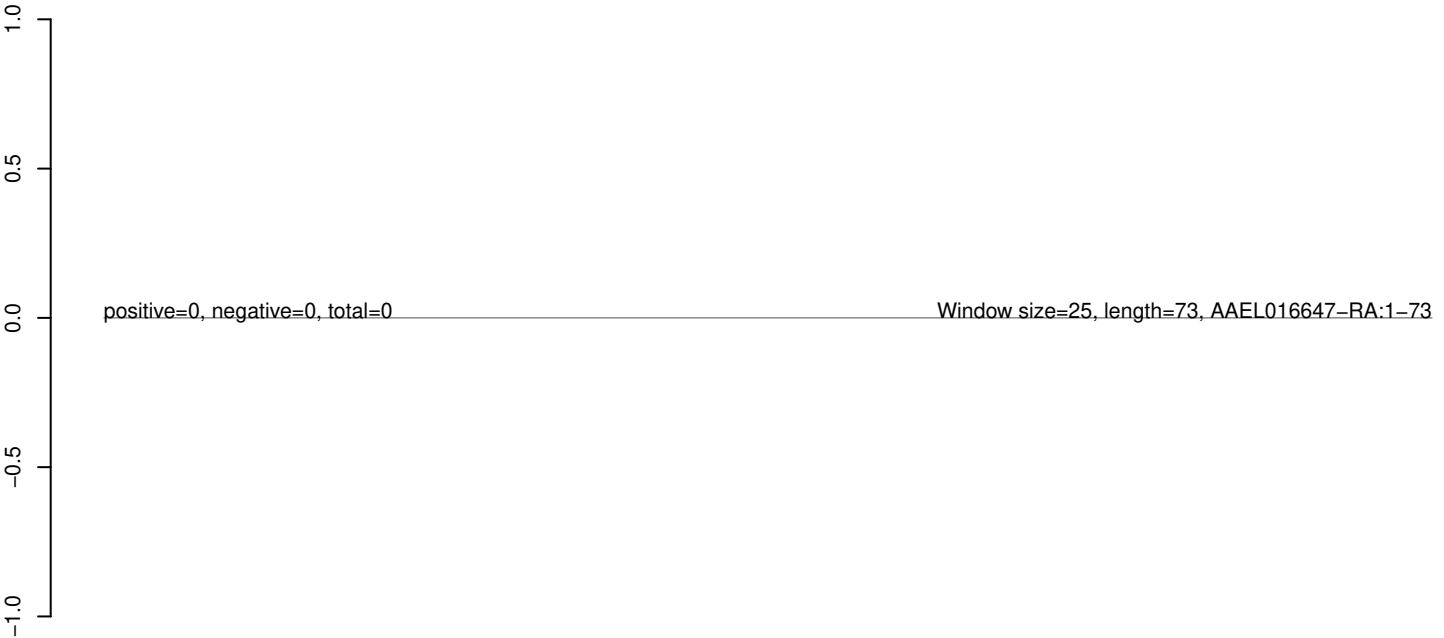 1.0
0.5
0.0
−0.5
−1.0
positive=0, negative=0, total=0
Window size=25, length=73, AAEL016647−RA:1−73